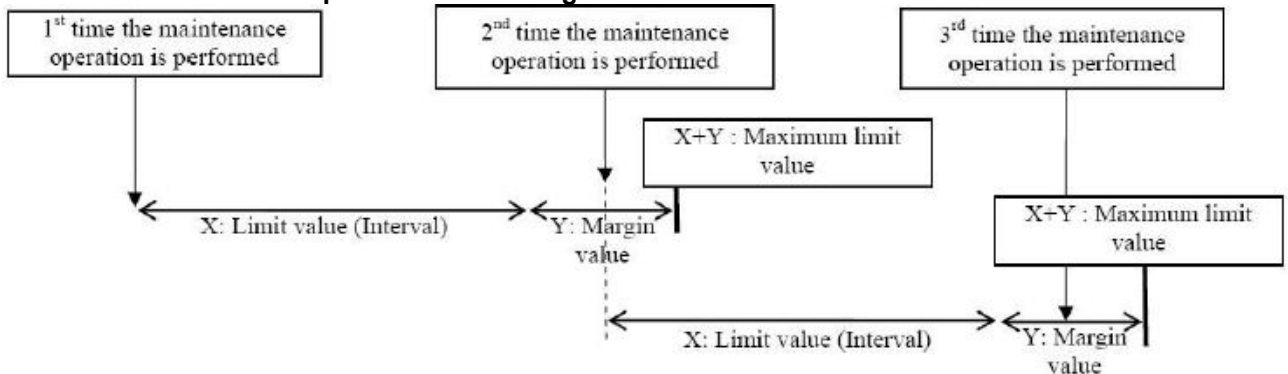 1st time the maintenance
operation is performed
2nd time the maintenance
operation is performed
3rd time the maintenance
operation is performed
X+Y : Maximum limit
value
X: Limit value (Interval)
Y: Margin
value
X+Y : Maximum limit
value
X: Limit value (Interval)
Y: Margin
value